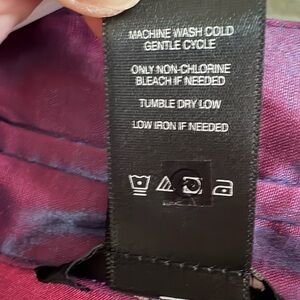 MACHINE WASH COLD
GENTLE CYCLE
ONLY NON-CHLORINE
BLEACH IF NEEDED
TUMBLE DRY LOW
LOW IRON IF NEEDED